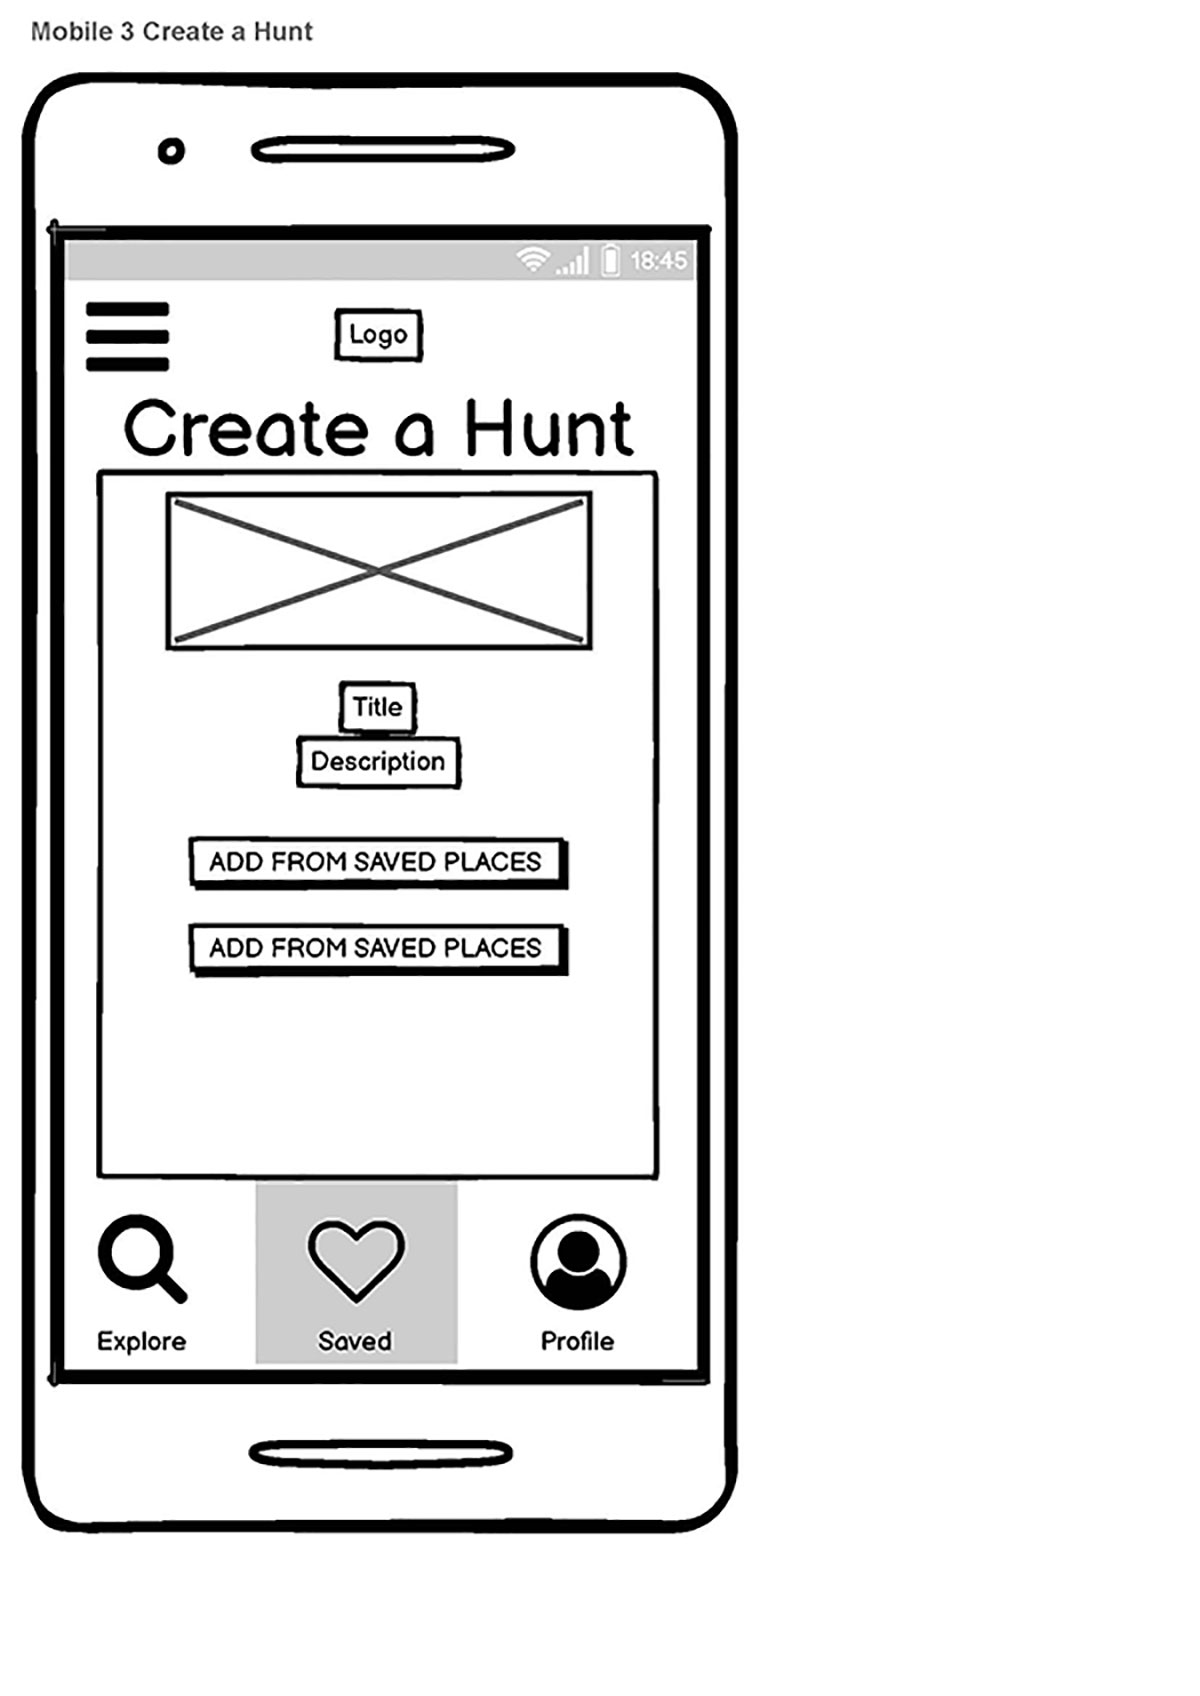 Mobile 3 Create a Hunt
18:45
Logo
Create a Hunt
Title
Description
ADD FROM SAVED PLACES
ADD FROM SAVED PLACES
Explore Saved Profile